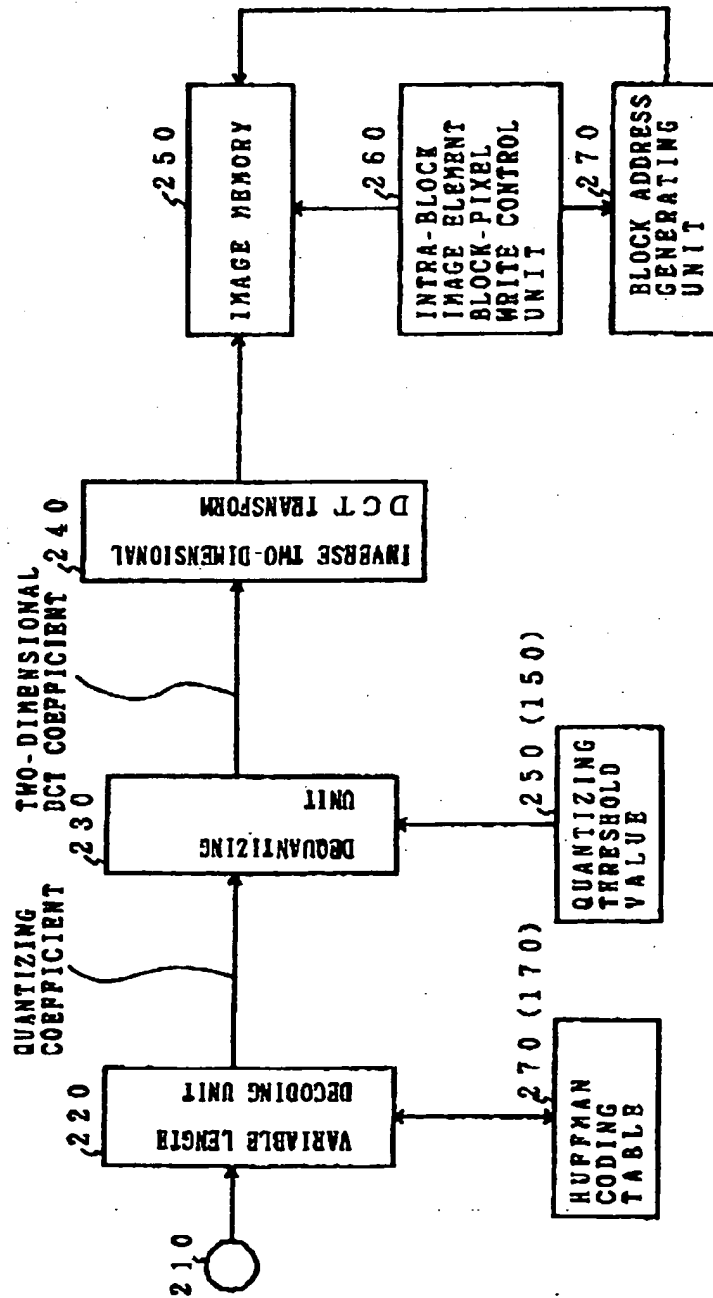 210
220
VARIABLE LENGTH
DECODING UNIT
270 (170)
HUFFMAN
CODING
TABLE
QUANTIZING
COEFFICIENT
230
DEQUANTIZING
UNIT
250 (150)
QUANTIZING
THRESHOLD
VALUE
TWO-DIMENSIONAL
DCT COEFFICIENT
240
INVERSE TWO-DIMENSIONAL
DCT TRANSFORM
250
IMAGE MEMORY
260
INTRA-BLOCK
IMAGE ELEMENT
BLOCK-PIXEL
WRITE CONTROL
UNIT
270
BLOCK ADDRESS
GENERATING
UNIT